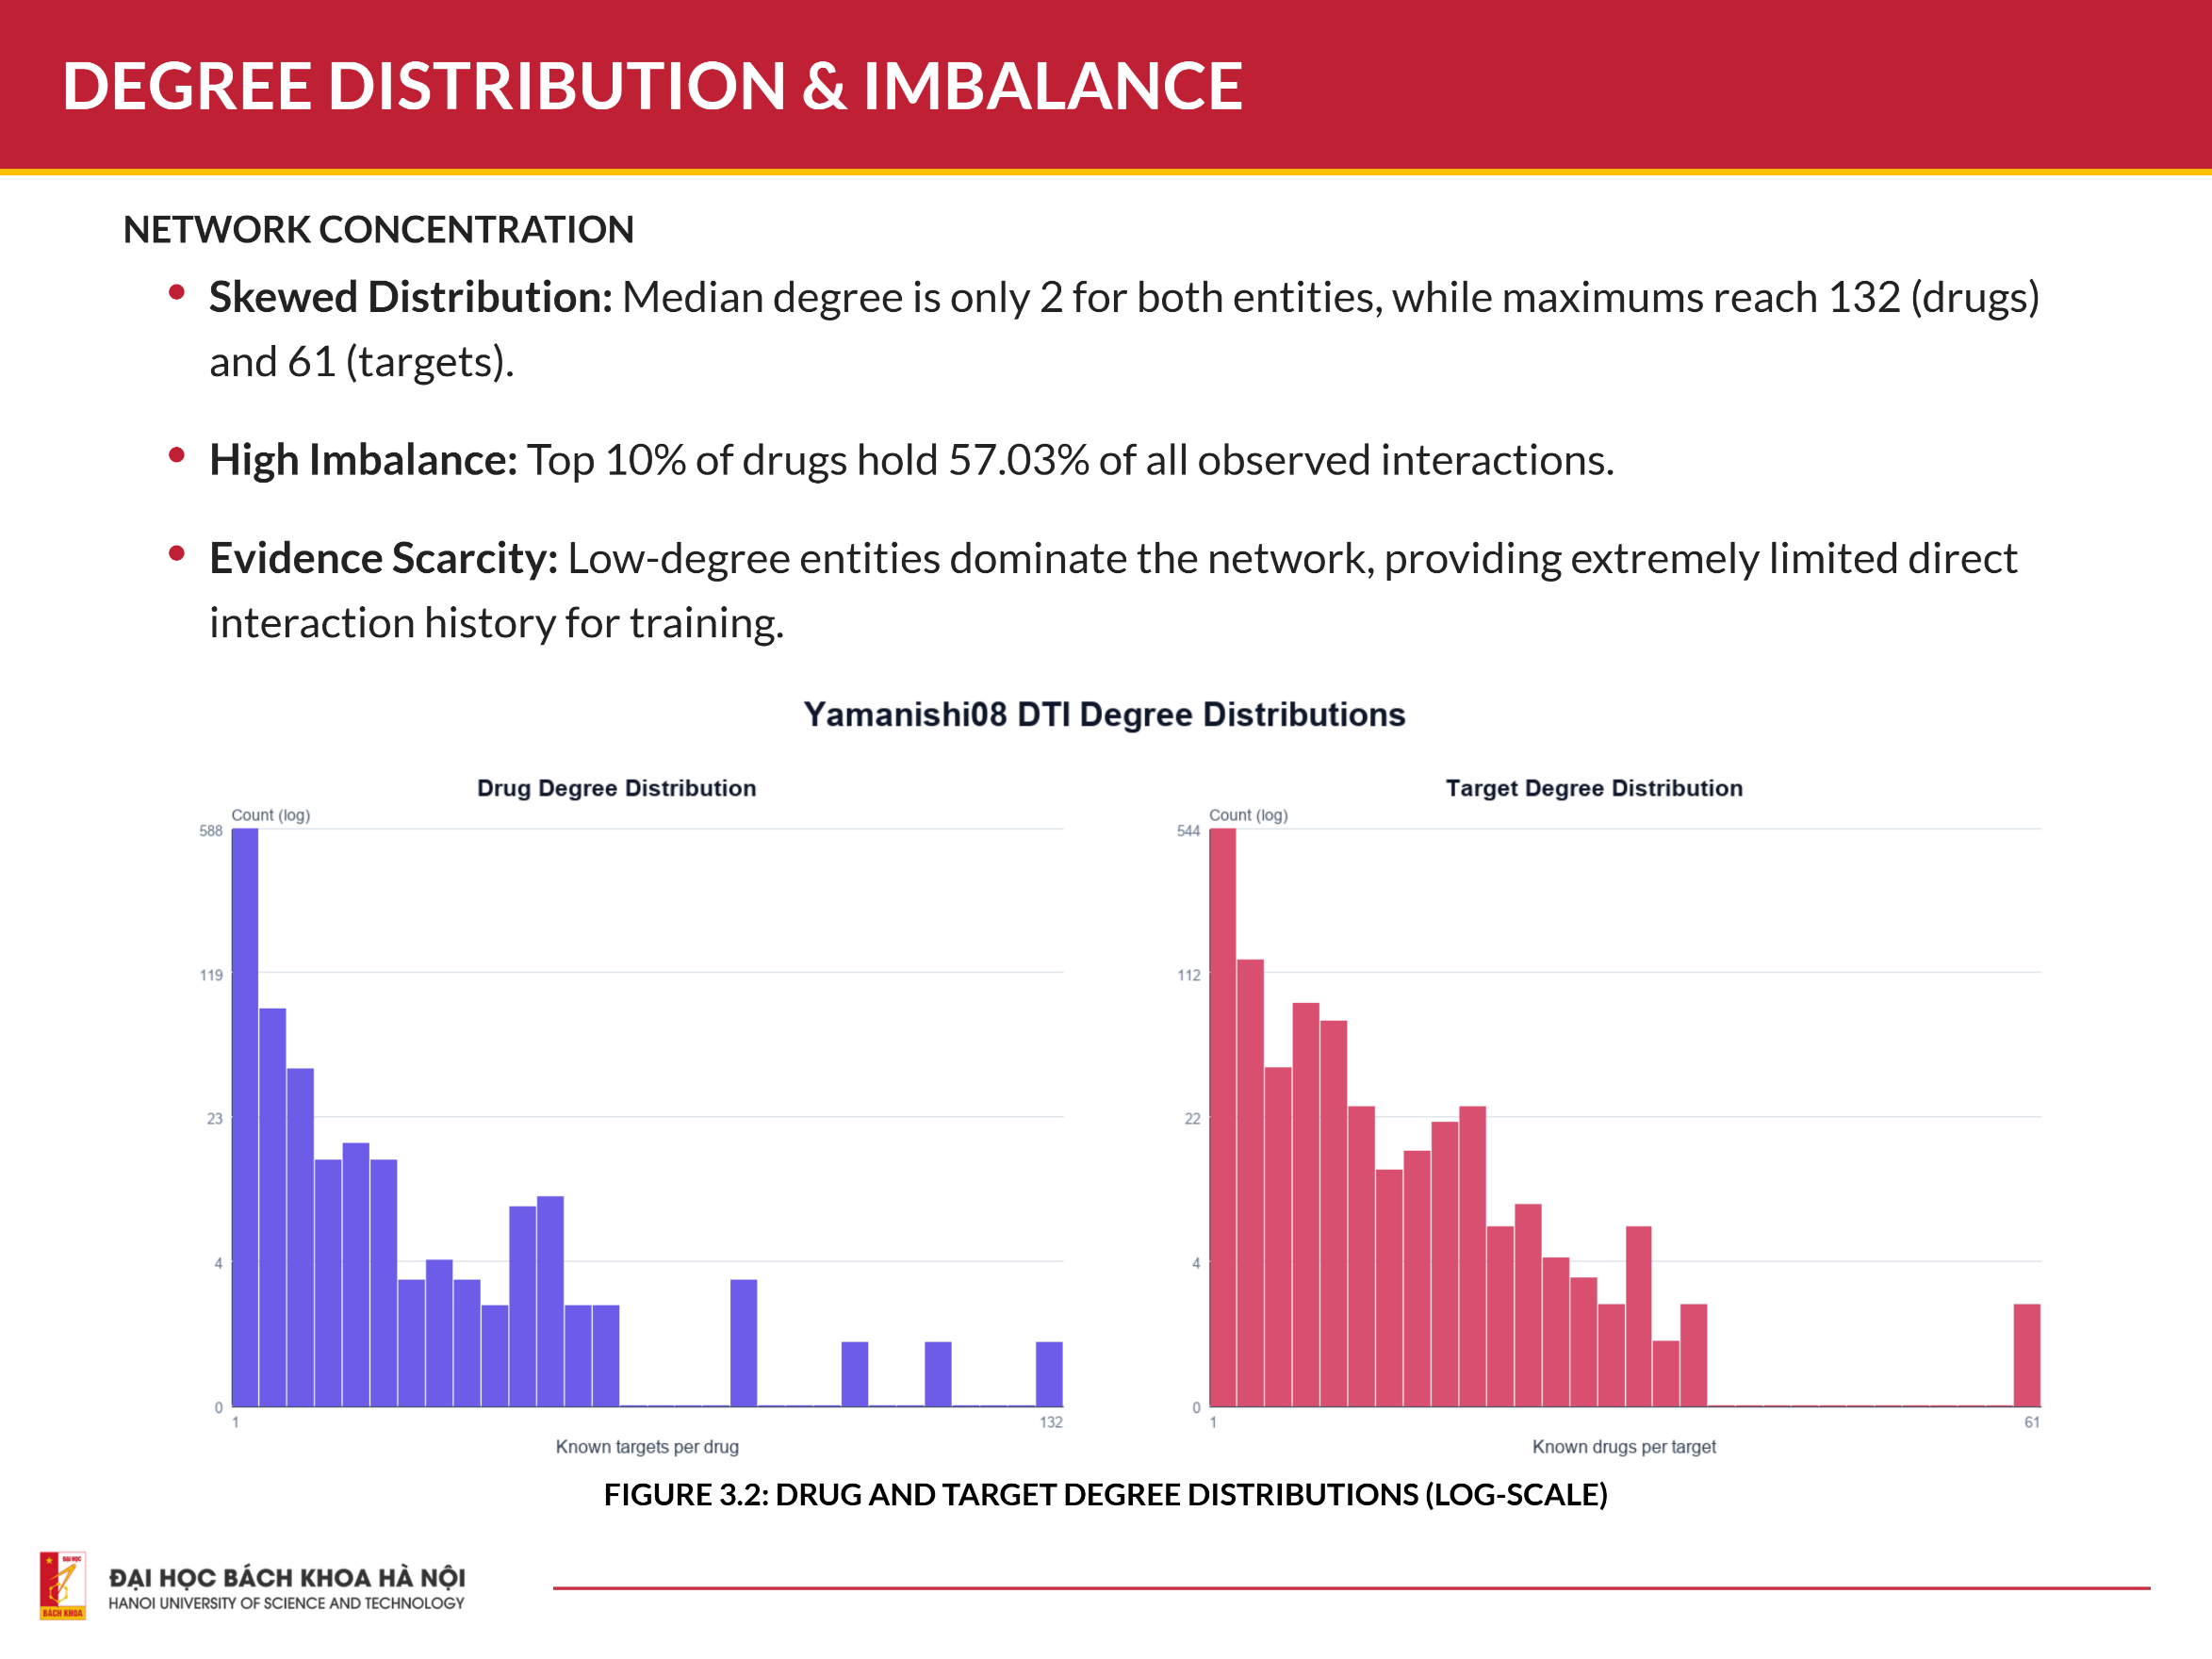 DEGREE DISTRIBUTION & IMBALANCE
NETWORK CONCENTRATION
• Skewed Distribution: Median degree is only 2 for both entities, while maximums reach 132 (drugs)
and 61 (targets).
• High Imbalance: Top 10% of drugs hold 57.03% of all observed interactions.
• Evidence Scarcity: Low-degree entities dominate the network, providing extremely limited direct
interaction history for training.
Yamanishi08 DTI Degree Distributions
Drug Degree Distribution
Count (log)
588
119
23
4
0
1
132
Known targets per drug
Target Degree Distribution
Count (log)
544
112
22
4
0
1
61
Known drugs per target
FIGURE 3.2: DRUG AND TARGET DEGREE DISTRIBUTIONS (LOG-SCALE)
ĐẠI HỌC
BÁCH KHOA
ĐẠI HỌC BÁCH KHOA HÀ NỘI
HANOI UNIVERSITY OF SCIENCE AND TECHNOLOGY